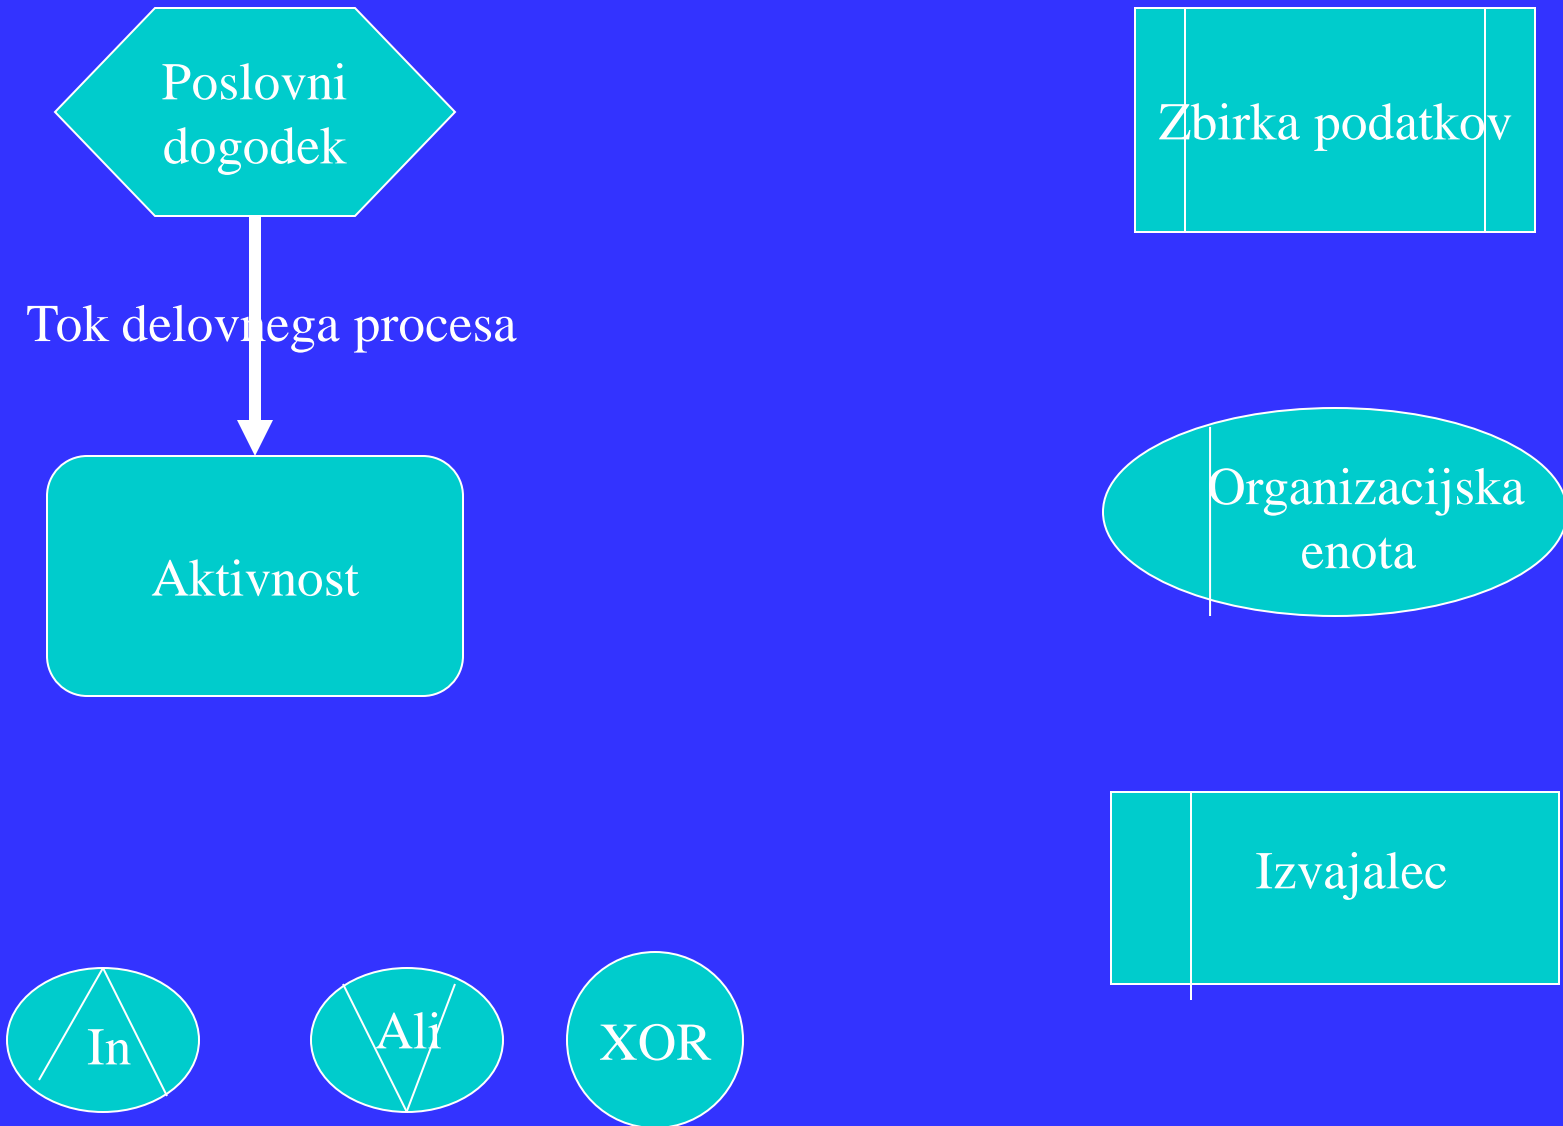 Poslovni
dogodek
Zbirka podatkov
Tok delovnega procesa
Organizacijska
enota
Aktivnost
Izvajalec
In
Ali
XOR